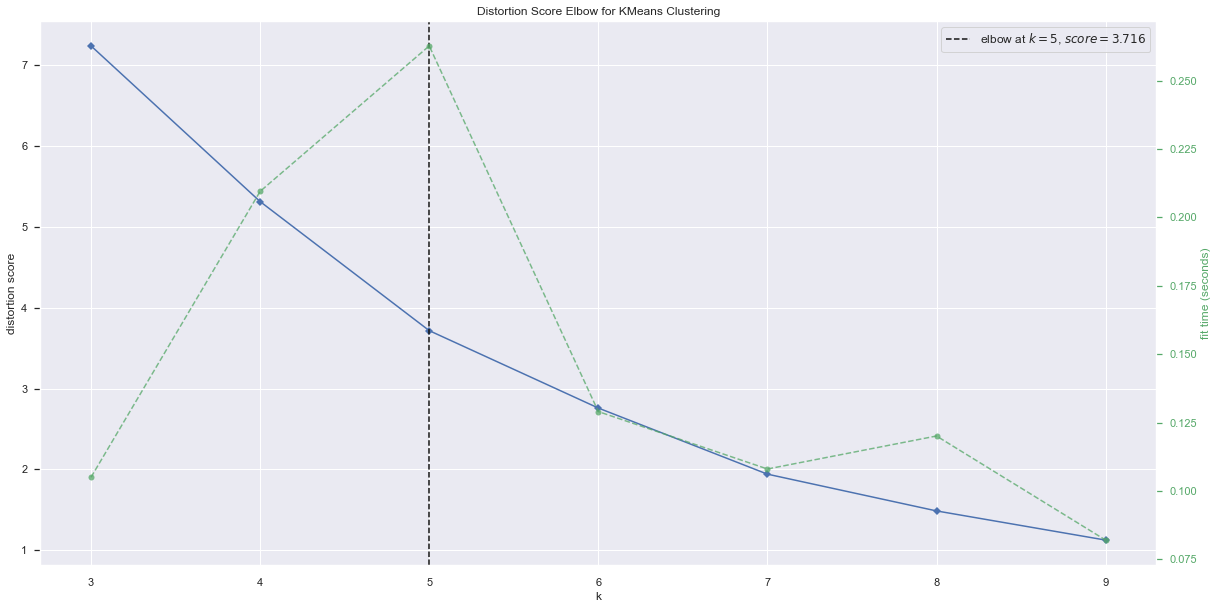 Distortion Score Elbow for KMeans Clustering
elbow at k = 5, score = 3.716
distortion score
7
6
5
4
3
2
1
0.250
0.225
0.200
0.175
0.150
0.125
0.100
0.075
fit time (seconds)
3 4 5 6 7 8 9
k